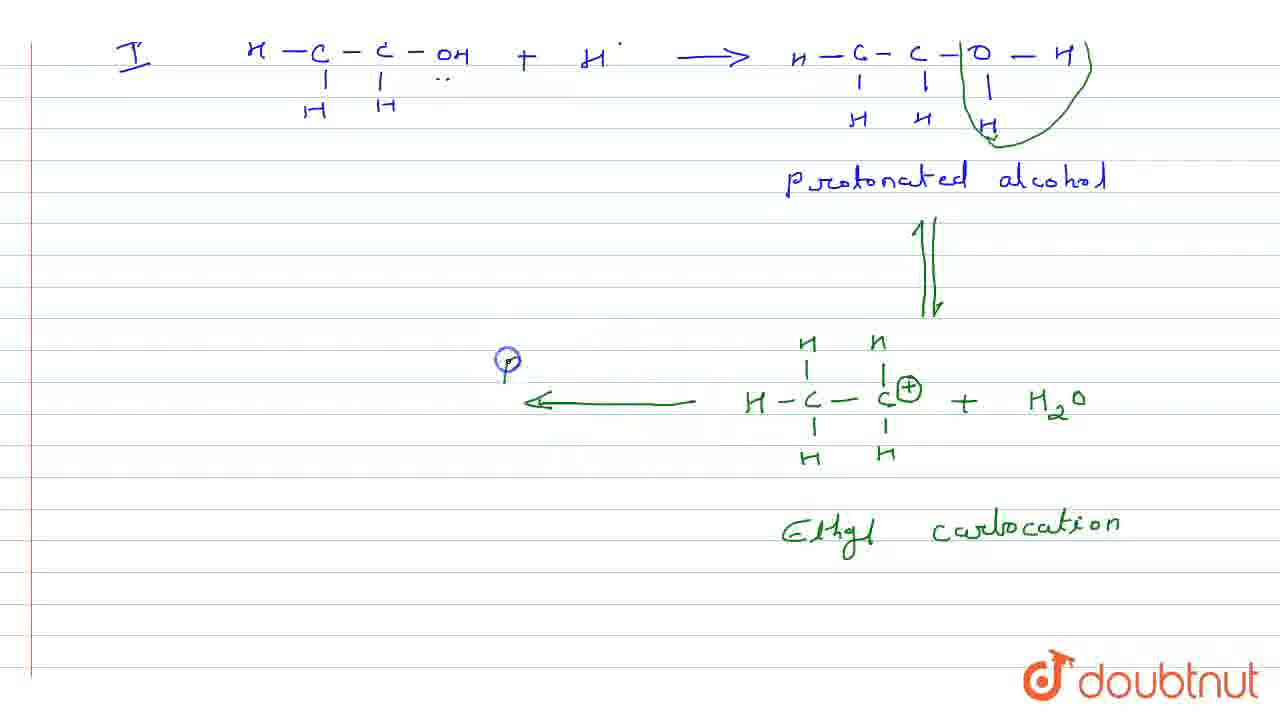 I H – C – C – OH + H → H – C – C – O – H
H H H H H
Protonated alcohol
⇌
H H
← H – C – C ⊕ + H2O
H H
Ethyl carbocation
doubtnut